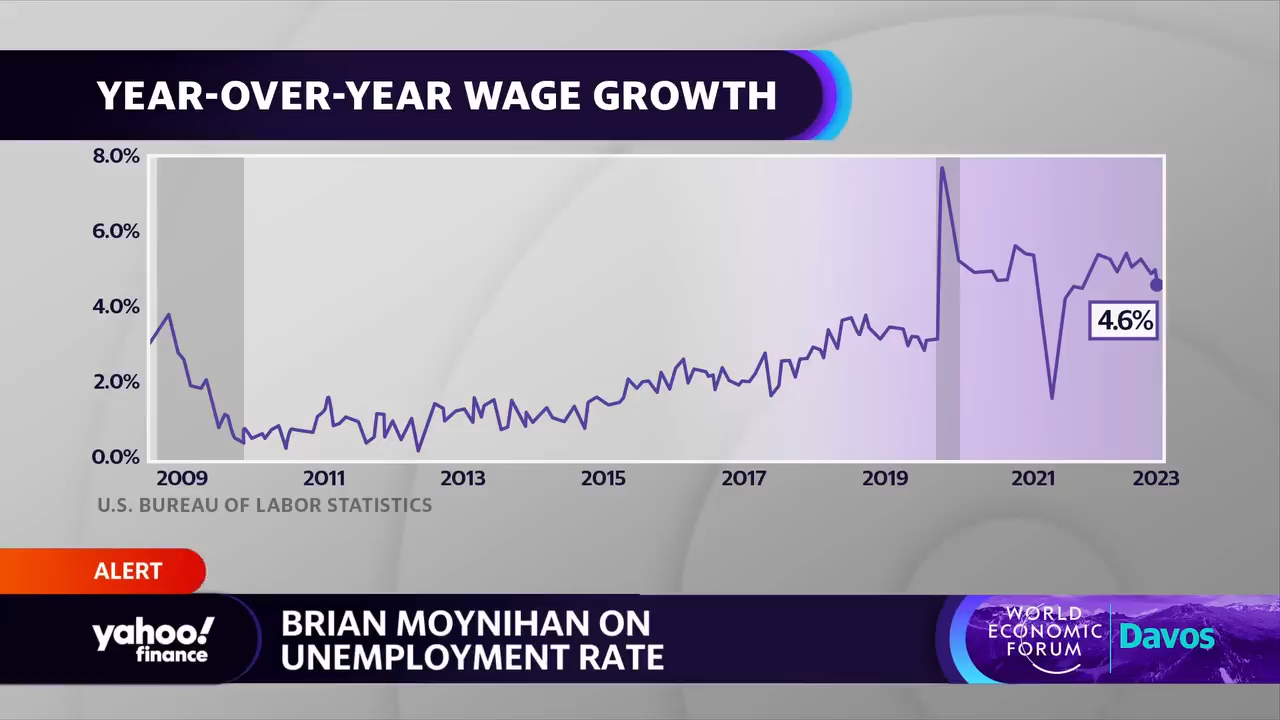 YEAR-OVER-YEAR WAGE GROWTH
8.0%
6.0%
4.0%
2.0%
0.0%
4.6%
2009 2011 2013 2015 2017 2019 2021 2023
U.S. BUREAU OF LABOR STATISTICS
ALERT
yahoo!
finance
BRIAN MOYNIHAN ON
UNEMPLOYMENT RATE
WORLD
ECONOMIC
FORUM
Davos